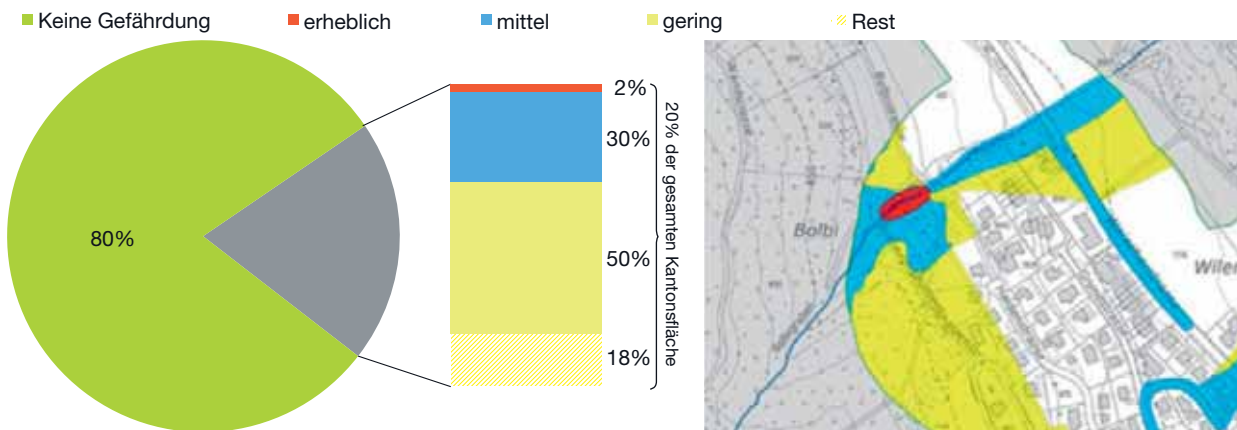 Keine Gefährdung erheblich mittel gering Rest
80%
2%
30%
50%
18%
20% der gesamten Kantonsfläche
Bolbi
Wiler